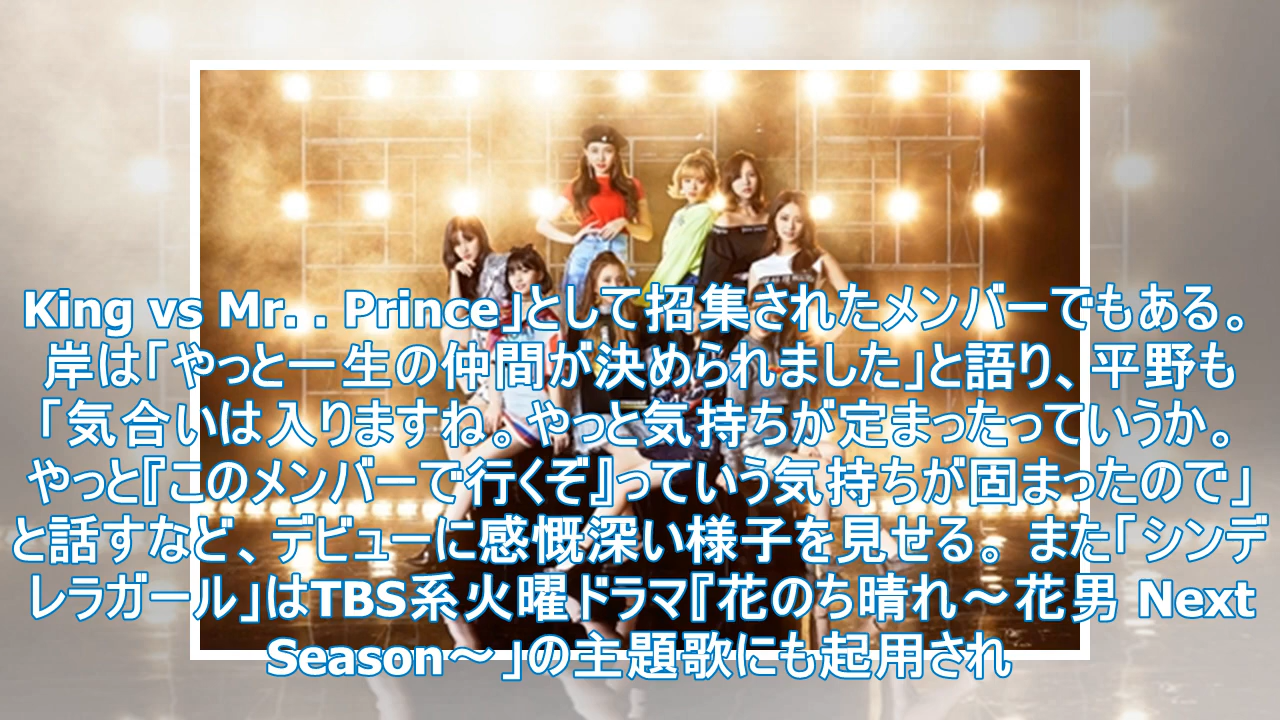 King vs Mr. . Prince」として招集されたメンバーでもある。
岸は「やっと一生の仲間が決められました」と語り、平野も
「気合いは入りますね。やっと気持ちが定まったっていうか。
やっと『このメンバーで行くぞ』っていう気持ちが固まったので」
と話すなど、デビューに感慨深い様子を見せる。また「シンデ
レラガール」はTBS系火曜ドラマ『花のち晴れ～花男 Next
Season～」の主題歌にも起用され